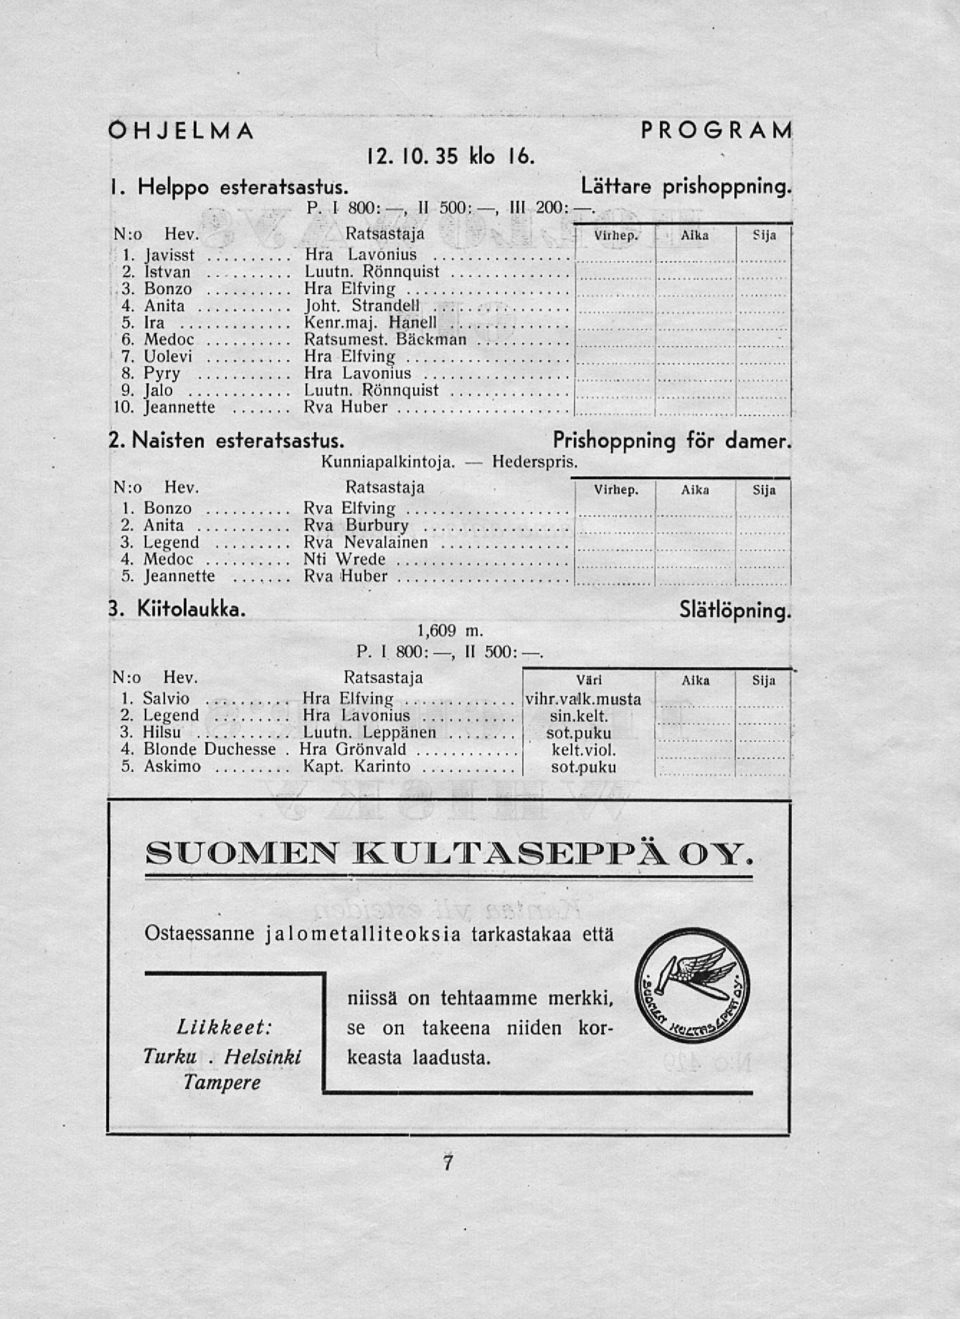 OHJELMA PROGRAM
12. 10. 35 klo 16.
1. Helppo esteratsastus. Lättare prishoppning.
P. I 800: —, II 500: —, III 200: —.
N:o Hev. Ratsastaja Virhep. Aika Sija
1. Javisst .......... Hra Lavonius ................
2. Istvan .......... Luutn. Rönnquist ..............
3. Bonzo .......... Hra Elfving ..................
4. Anita ........... Joht. Strandell ...............
5. Ira ............. Kenr.maj. Hanell .............
6. Medoc .......... Ratsumest. Bäckman ..........
7. Uolevi .......... Hra Elfving ..................
8. Pyry ........... Hra Lavonius ................
9. Jalo ............ Luutn. Rönnquist ..............
10. Jeannette ....... Rva Huber ...................
2. Naisten esteratsastus. Prishoppning för damer.
Kunniapalkintoja. — Hederspris.
N:o Hev. Ratsastaja Virhep. Aika Sija
1. Bonzo .......... Rva Elfving ..................
2. Anita ........... Rva Burbury ................
3. Legend ......... Rva Nevalainen ..............
4. Medoc .......... Nti Wrede ...................
5. Jeannette ....... Rva Huber ...................
3. Kiitolaukka. Slätlöpning.
1,609 m.
P. I 800: —, II 500: —.
N:o Hev. Ratsastaja Väri Aika Sija
1. Salvio .......... Hra Elfving ............. vihr.valk.musta
2. Legend ......... Hra Lavonius ........... sin.kelt.
3. Hilsu ........... Luutn. Leppänen ........ sot.puku
4. Blonde Duchesse . Hra Grönvald ............ kelt.viol.
5. Askimo ......... Kapt. Karinto ........... sot.puku
SUOMEN KULTASEPPÄ OY.
Ostaessanne jalometalliteoksia tarkastakaa että
niissä on tehtaamme merkki,
se on takeena niiden kor-
keasta laadusta.
Liikkeet:
Turku . Helsinki
Tampere
· SUOMEN KULTASEPÄT OY ·
7